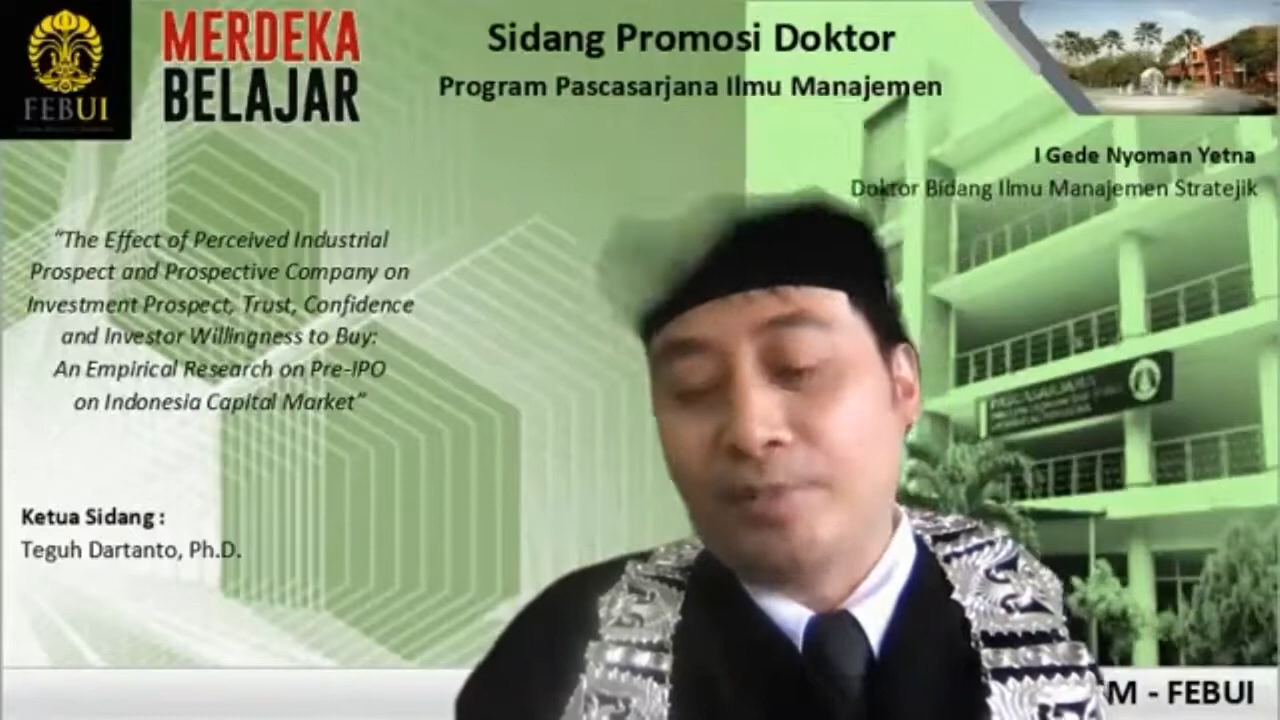 FEBUI
MERDEKA
BELAJAR
Sidang Promosi Doktor
Program Pascasarjana Ilmu Manajemen
I Gede Nyoman Yetna
Doktor Bidang Ilmu Manajemen Stratejik
“The Effect of Perceived Industrial
Prospect and Prospective Company on
Investment Prospect, Trust, Confidence
and Investor Willingness to Buy:
An Empirical Research on Pre-IPO
on Indonesia Capital Market”
Ketua Sidang :
Teguh Dartanto, Ph.D.
PASCASARJANA
M - FEBUI